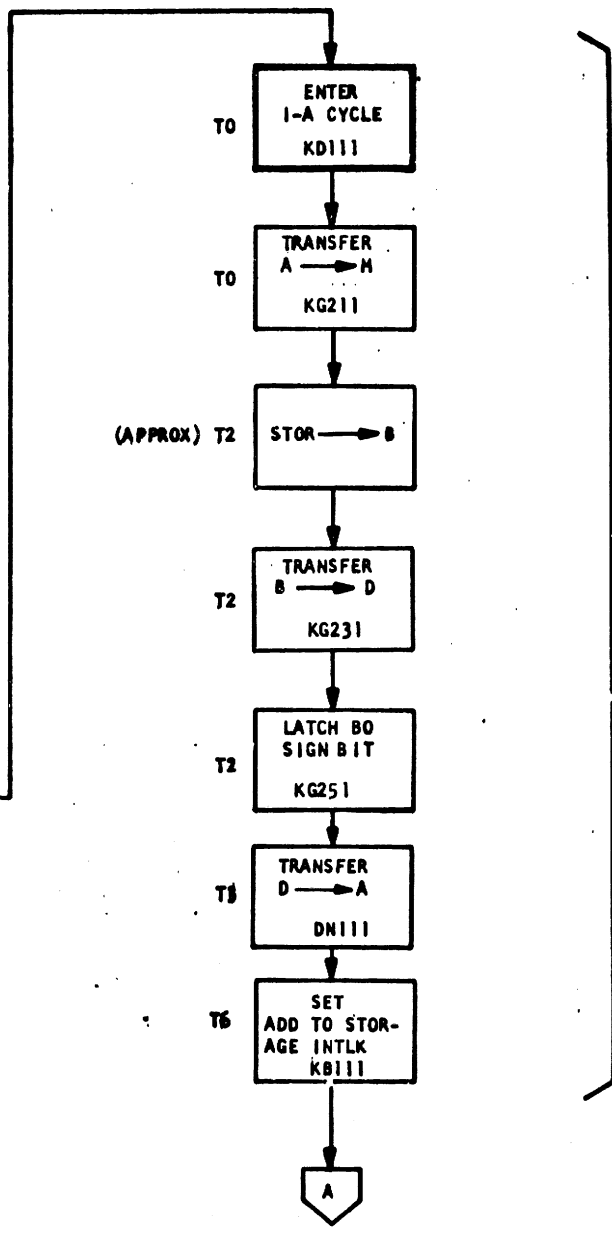 ENTER
I-A CYCLE
T0
KD111
TRANSFER
A → M
T0
KG211
(APPROX) T2 STOR → B
TRANSFER
B → D
T2
KG231
LATCH B0
SIGN BIT
T2
KG251
TRANSFER
D → A
DN111
SET
ADD TO STOR-
AGE INTLK
KB111
A